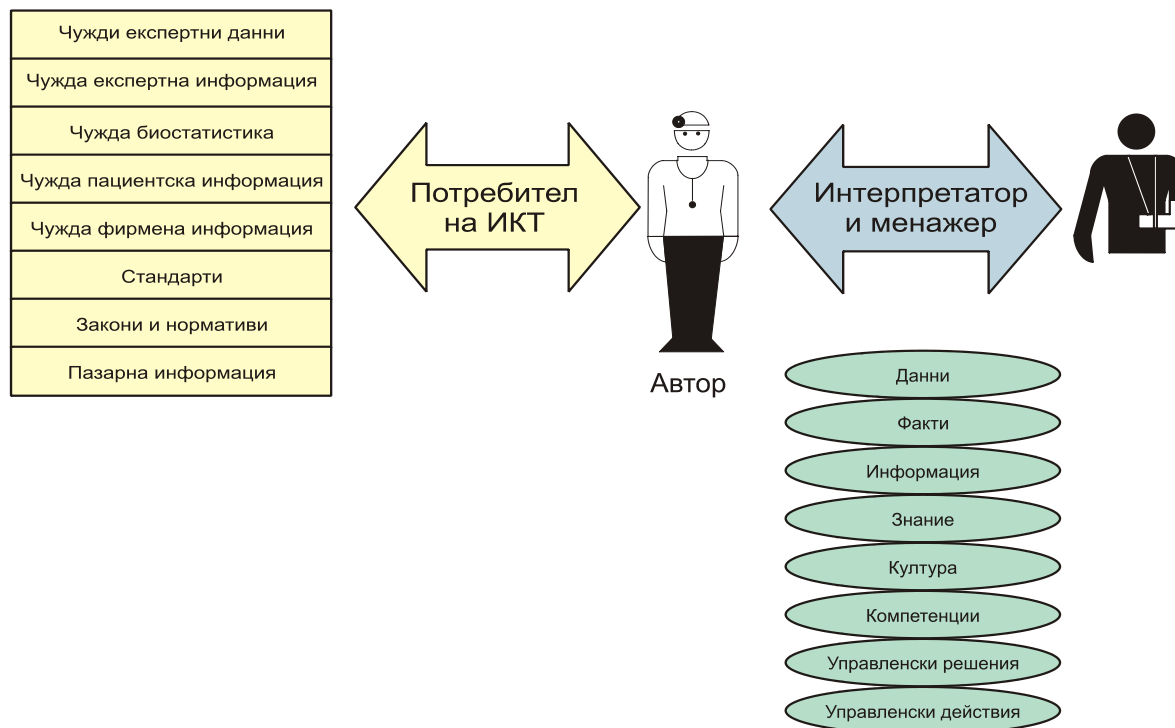 Чужди експертни данни
Чужда експертна информация
Чужда биостатистика
Чужда пациентска информация
Чужда фирмена информация
Стандарти
Закони и нормативи
Пазарна информация
Потребител
на ИКТ
Автор
Интерпретатор
и менажер
Данни
Факти
Информация
Знание
Култура
Компетенции
Управленски решения
Управленски действия